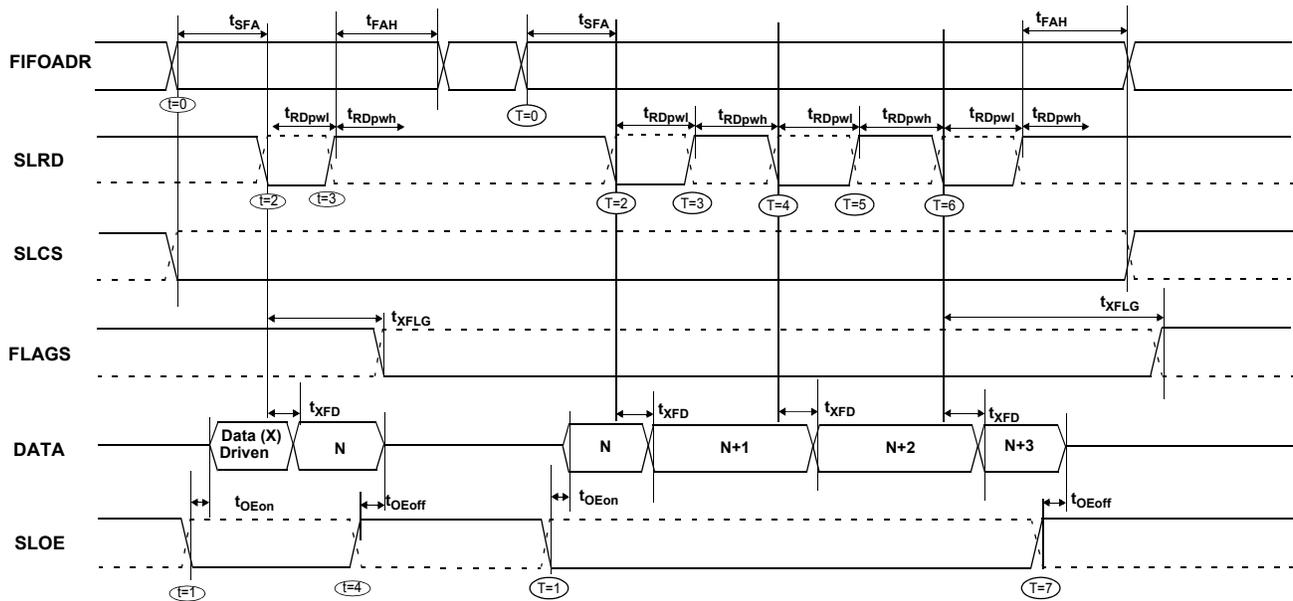 tSFA tFAH tSFA tFAH
FIFOADR
t=0 T=0
tRDpwl tRDpwh tRDpwl tRDpwh tRDpwl tRDpwh tRDpwl tRDpwh
SLRD
t=2 t=3 T=2 T=3 T=4 T=5 T=6
SLCS
tXFLG tXFLG
FLAGS
tXFD tXFD tXFD tXFD
DATA
Data (X)
Driven
N N N+1 N+2 N+3
tOEon tOEoff tOEon tOEoff
SLOE
t=1 t=4 T=1 T=7